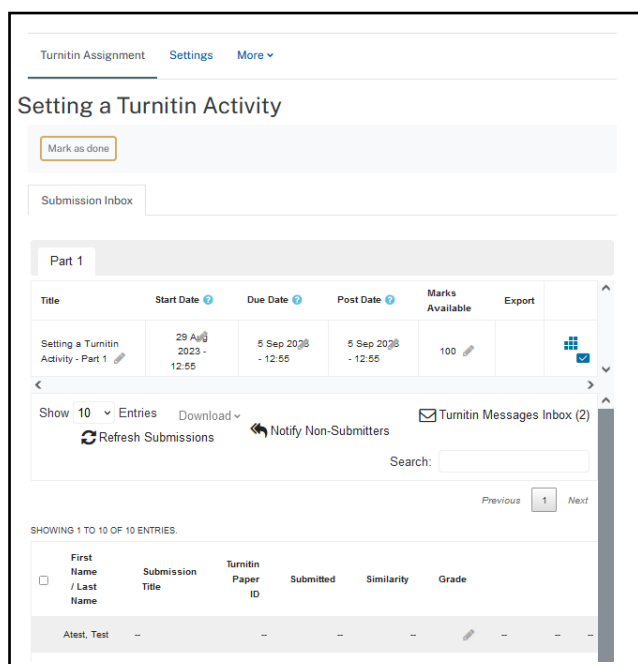 Turnitin Assignment Settings More
Setting a Turnitin Activity
Mark as done
Submission Inbox
Part 1
Title Start Date Due Date Post Date Marks Available Export
Setting a Turnitin Activity - Part 1 29 Aug 2023 - 12:55 5 Sep 2023 - 12:55 5 Sep 2023 - 12:55 100
Show 10 Entries Download Turnitin Messages Inbox (2)
Refresh Submissions Notify Non-Submitters
Search:
Previous 1 Next
SHOWING 1 TO 10 OF 10 ENTRIES.
First Name / Last Name Submission Title Turnitin Paper ID Submitted Similarity Grade
Atest, Test -- -- -- -- -- -- --